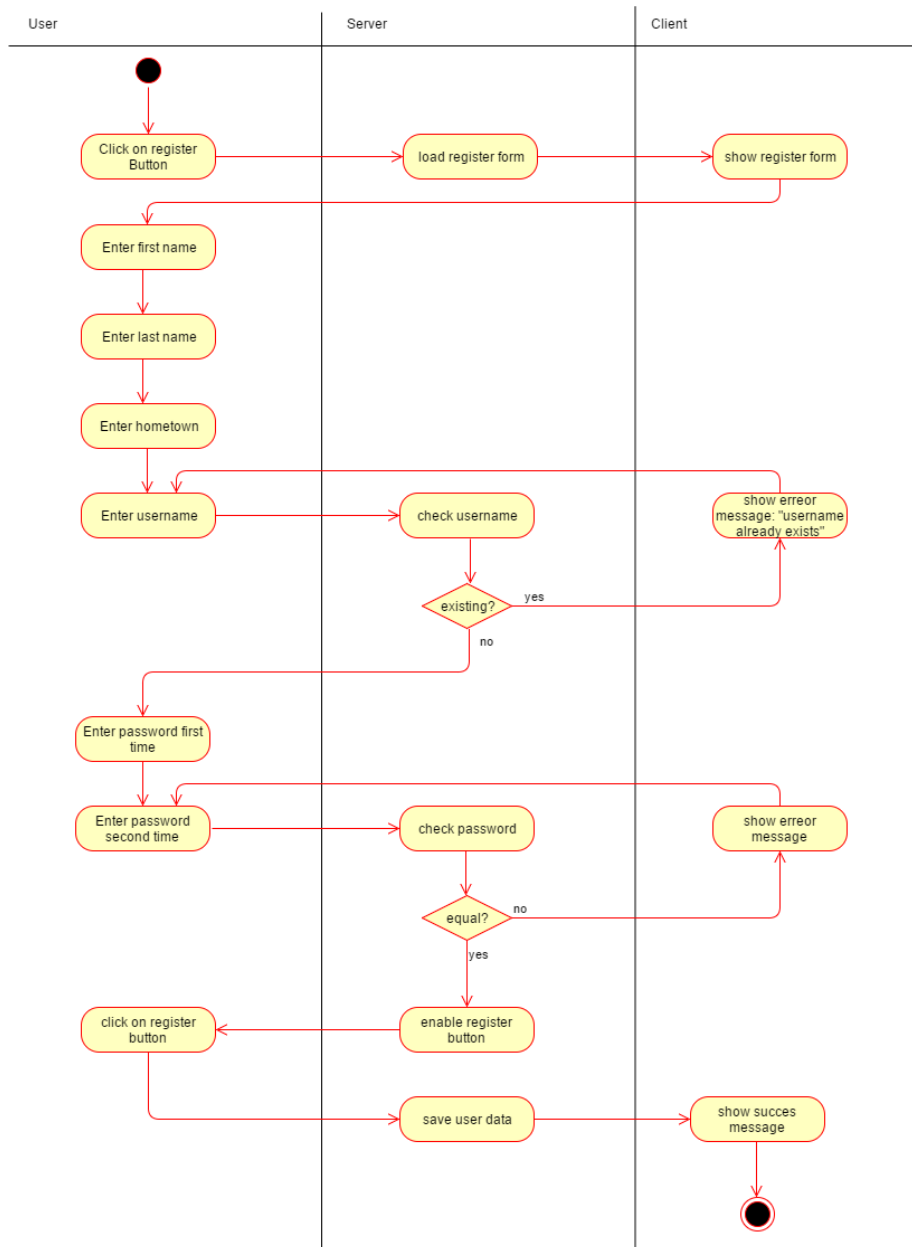 User
Server
Client
Click on register
Button
load register form
show register form
Enter first name
Enter last name
Enter hometown
Enter username
check username
show erreor
message: "username
already exists"
existing?
yes
no
Enter password first
time
Enter password
second time
check password
show erreor
message
equal?
no
yes
click on register
button
enable register
button
save user data
show succes
message